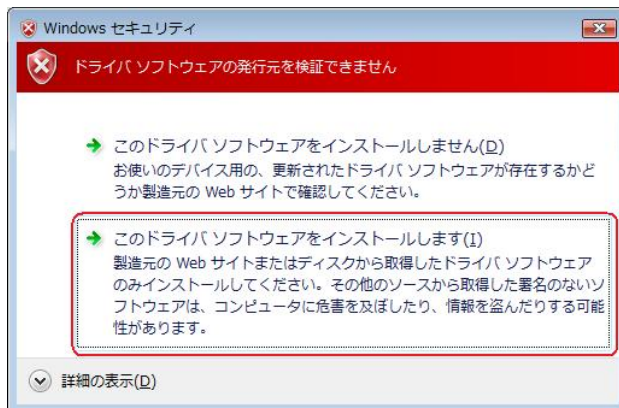 Windows セキュリティ
ドライバ ソフトウェアの発行元を検証できません
このドライバ ソフトウェアをインストールしません(D)
お使いのデバイス用の、更新されたドライバ ソフトウェアが存在するかど
うか製造元の Web サイトで確認してください。
このドライバ ソフトウェアをインストールします(I)
製造元の Web サイトまたはディスクから取得したドライバ ソフトウェア
のみインストールしてください。その他のソースから取得した署名のないソ
フトウェアは、コンピュータに危害を及ぼしたり、情報を盗んだりする可能
性があります。
詳細の表示(D)